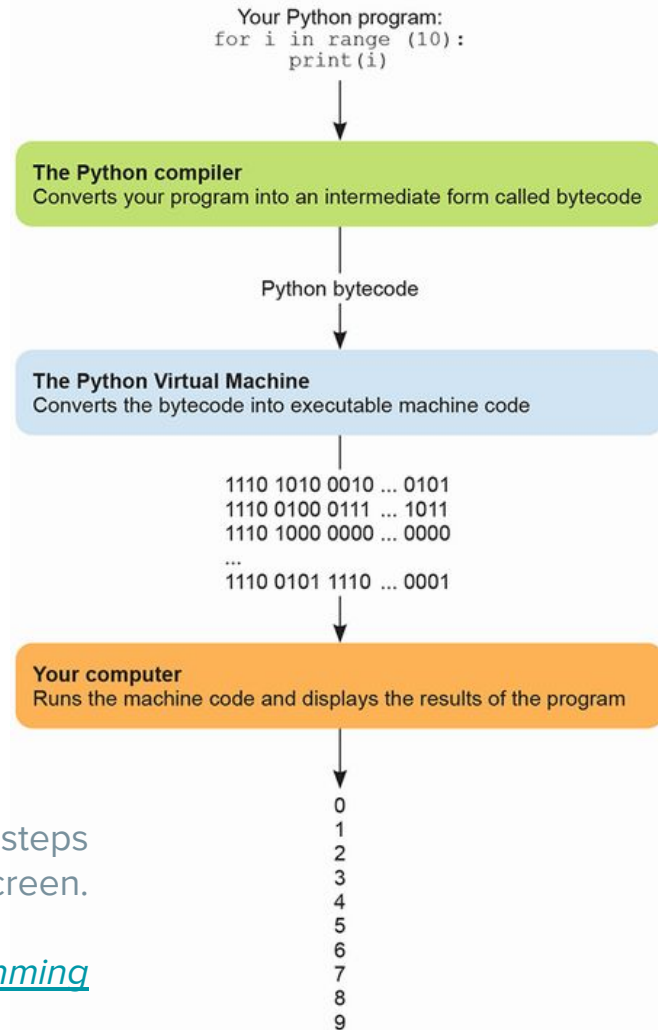 Your Python program:
for i in range (10):
print(i)
The Python compiler
Converts your program into an intermediate form called bytecode
Python bytecode
The Python Virtual Machine
Converts the bytecode into executable machine code
1110 1010 0010 ... 0101
1110 0100 0111 ... 1011
1110 1000 0000 ... 0000
...
1110 0101 1110 ... 0001
Your computer
Runs the machine code and displays the results of the program
0
1
2
steps
3
creen.
4
5
6
nming
7
8
9